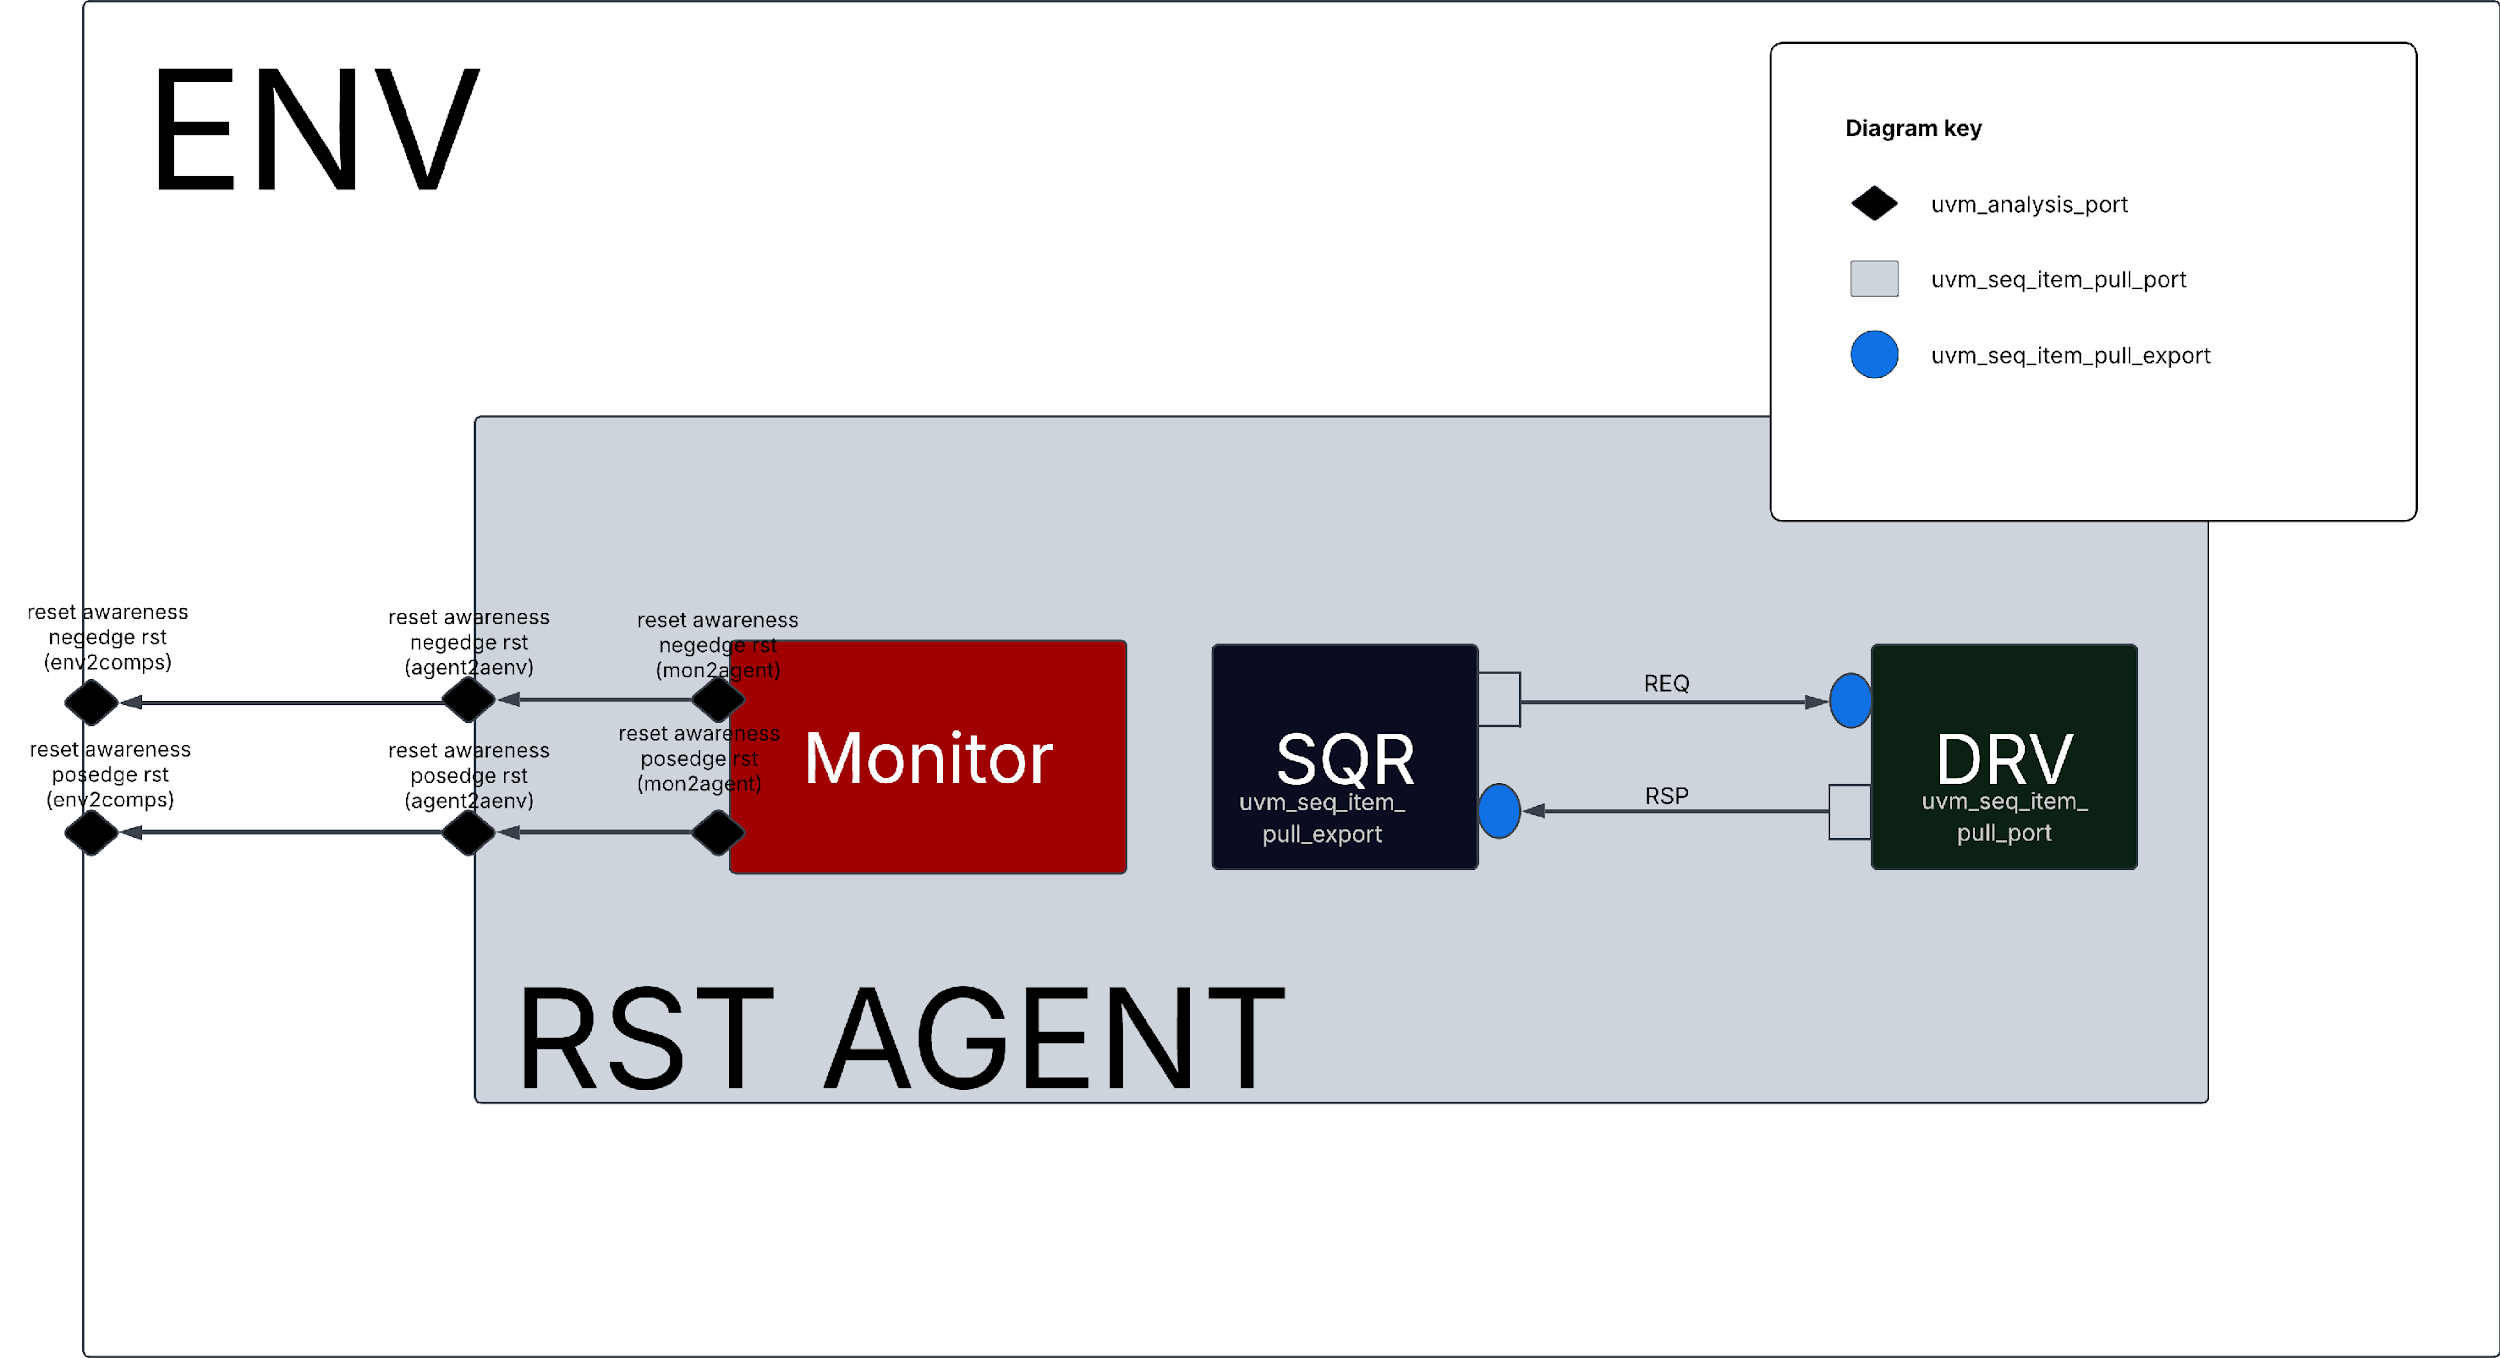 ENV
Diagram key
uvm_analysis_port
uvm_seq_item_pull_port
uvm_seq_item_pull_export
reset awareness
negedge rst
(env2comps)
reset awareness
negedge rst
(agent2aenv)
reset awareness
negedge rst
(mon2agent)
reset awareness
posedge rst
(env2comps)
reset awareness
posedge rst
(agent2aenv)
reset awareness
posedge rst
(mon2agent)
Monitor
SQR
uvm_seq_item_
pull_export
REQ
RSP
DRV
uvm_seq_item_
pull_port
RST AGENT